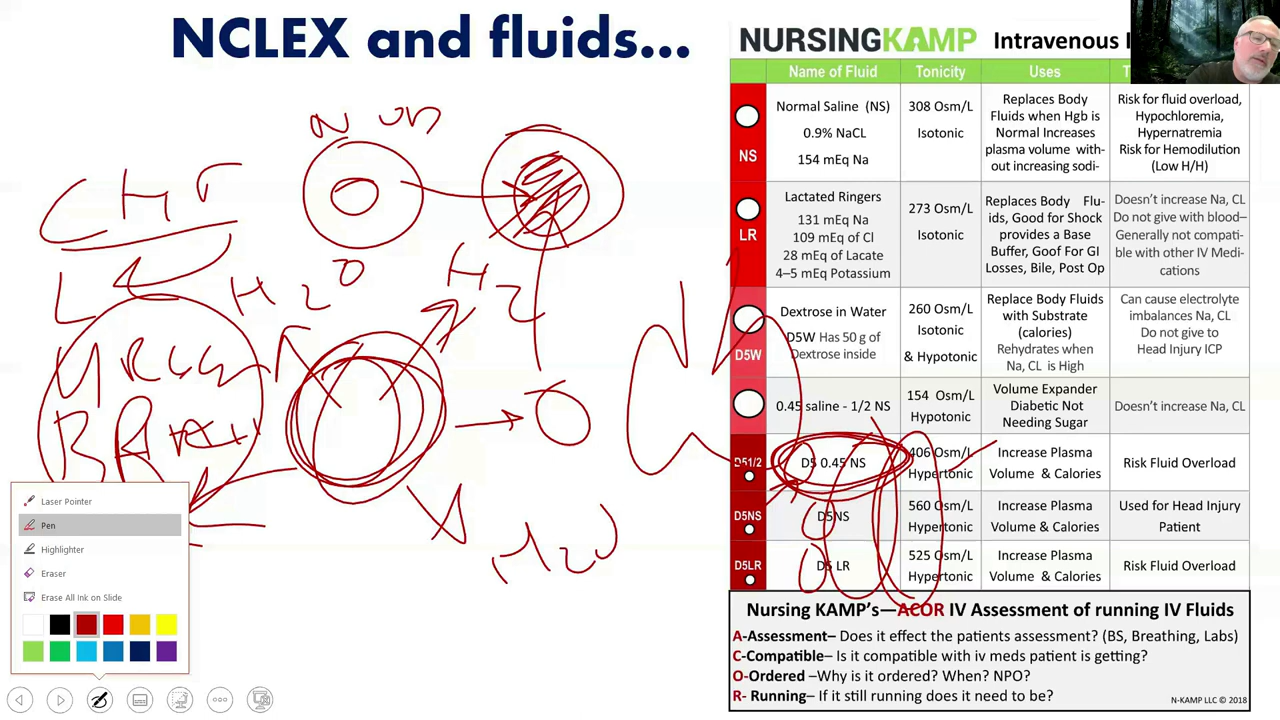 NCLEX and fluids...
NURSINGKAMP
Intravenous
Name of Fluid
Tonicity
Uses
NS
Normal Saline (NS)
0.9% NaCL
154 mEq Na
308 Osm/L
Isotonic
Replaces Body
Fluids when Hgb is
Normal Increases
plasma volume with-
out increasing sodi-
Risk for fluid overload,
Hypochloremia,
Hypernatremia
Risk for Hemodilution
(Low H/H)
LR
Lactated Ringers
131 mEq Na
109 mEq of Cl
28 mEq of Lacate
4–5 mEq Potassium
273 Osm/L
Isotonic
Replaces Body Flu-
ids, Good for Shock
provides a Base
Buffer, Goof For GI
Losses, Bile, Post Op
Doesn't increase Na, CL
Do not give with blood–
Generally not compati-
ble with other IV Medi-
cations
D5W
Dextrose in Water
D5W Has 50 g of
Dextrose inside
260 Osm/L
Isotonic
& Hypotonic
Replace Body Fluids
with Substrate
(calories)
Rehydrates when
Na, CL is High
Can cause electrolyte
imbalances Na, CL
Do not give to
Head Injury ICP
0.45 saline - 1/2 NS
154 Osm/L
Hypotonic
Volume Expander
Diabetic Not
Needing Sugar
Doesn't increase Na, CL
D51/2
D5 0.45 NS
406 Osm/L
Hypertonic
Increase Plasma
Volume & Calories
Risk Fluid Overload
D5NS
D5NS
560 Osm/L
Hypertonic
Increase Plasma
Volume & Calories
Used for Head Injury
Patient
D5LR
D5 LR
525 Osm/L
Hypertonic
Increase Plasma
Volume & Calories
Risk Fluid Overload
Nursing KAMP's—ACOR IV Assessment of running IV Fluids
A-Assessment– Does it effect the patients assessment? (BS, Breathing, Labs)
C-Compatible– Is it compatible with iv meds patient is getting?
O-Ordered –Why is it ordered? When? NPO?
R- Running– If it still running does it need to be?
N-KAMP LLC © 2018
H2O
H2
Laser Pointer
Pen
Highlighter
Eraser
Erase All Ink on Slide